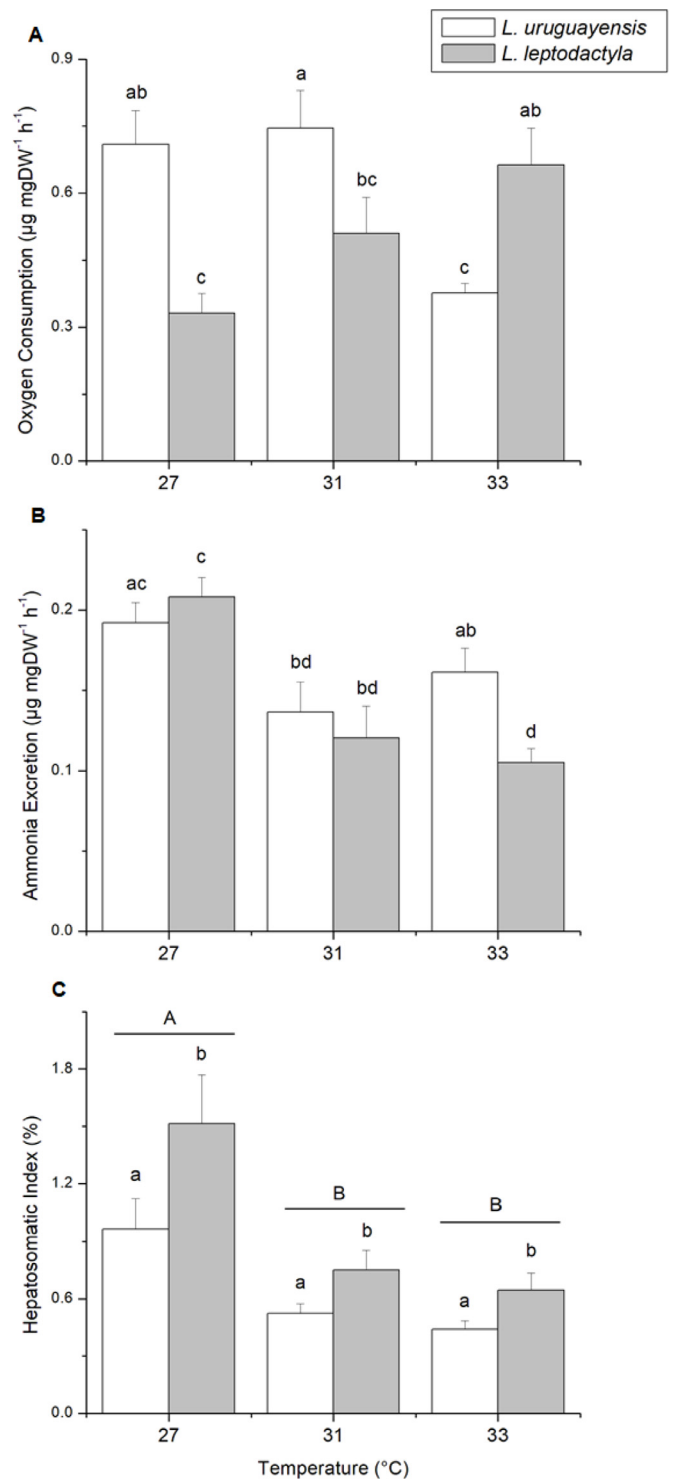 A
L. uruguayensis
L. leptodactyla
0.9
0.6
0.3
0.0
Oxygen Consumption (µg mgDW⁻¹ h⁻¹)
ab
c
a
bc
c
ab
27
31
33
B
0.2
0.1
0.0
Ammonia Excretion (µg mgDW⁻¹ h⁻¹)
ac
c
bd
bd
ab
d
27
31
33
C
1.8
1.2
0.6
0.0
Hepatosomatic Index (%)
A
a
b
B
a
b
B
a
b
27
31
33
Temperature (°C)